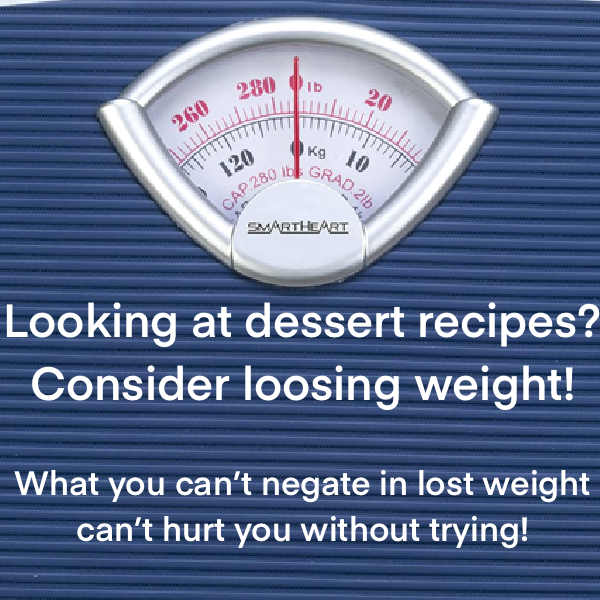 260 280 0 lb 20
120 0 Kg 10
CAP 280 lbs GRAD 2lb
SMARTHEART
Looking at dessert recipes?
Consider loosing weight!
What you can't negate in lost weight
can't hurt you without trying!